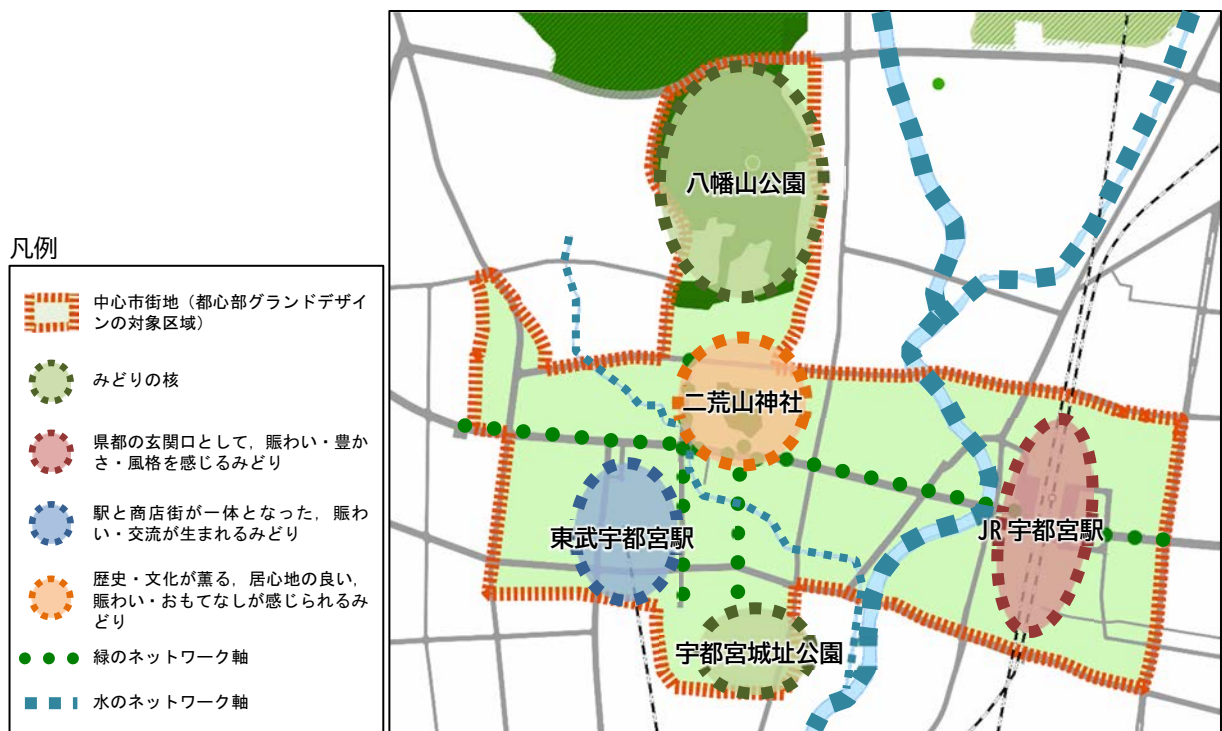 凡例
中心市街地（都心部グランドデザイ
ンの対象区域）
みどりの核
県都の玄関口として，賑わい・豊か
さ・風格を感じるみどり
駅と商店街が一体となった，賑わ
い・交流が生まれるみどり
歴史・文化が薫る，居心地の良い，
賑わい・おもてなしが感じられるみ
どり
緑のネットワーク軸
水のネットワーク軸
八幡山公園
二荒山神社
東武宇都宮駅
JR 宇都宮駅
宇都宮城址公園